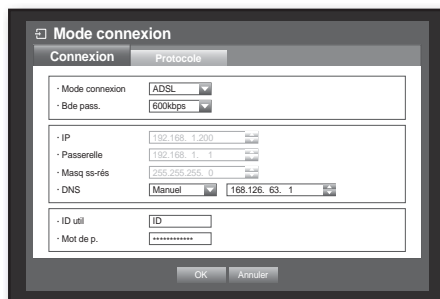 Mode connexion
Connexion Protocole
· Mode connexion ADSL
· Bde pass. 600kbps
· IP 192.168. 1.200
· Passerelle 192.168. 1. 1
· Masq ss-rés 255.255.255. 0
· DNS Manuel 168.126. 63. 1
· ID util ID
· Mot de p. ************
OK Annuler